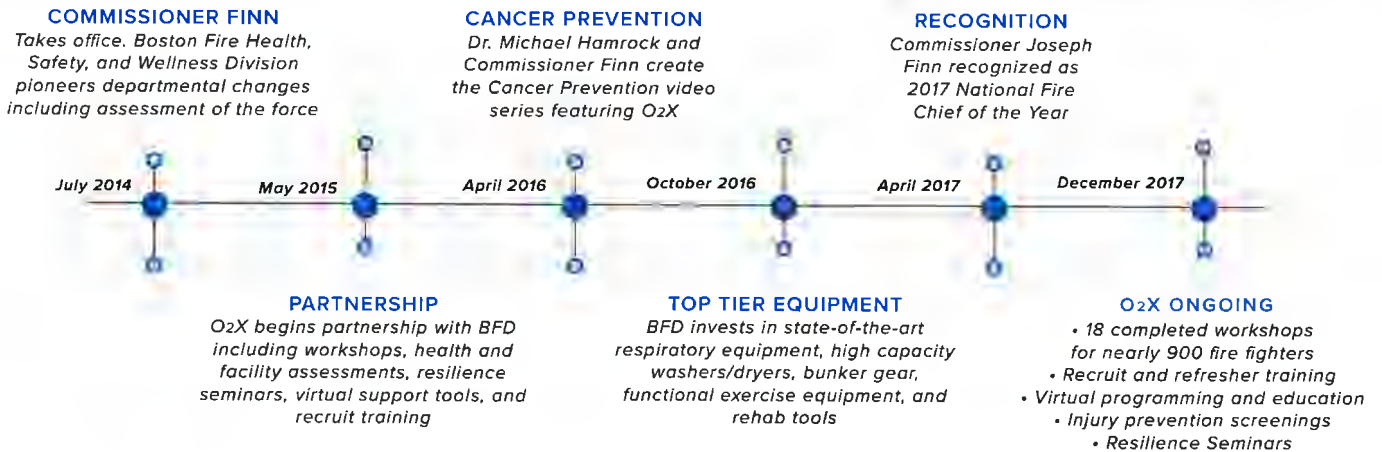 COMMISSIONER FINN
Takes office. Boston Fire Health,
Safety, and Wellness Division
pioneers departmental changes
including assessment of the force
CANCER PREVENTION
Dr. Michael Hamrock and
Commissioner Finn create
the Cancer Prevention video
series featuring O2X
RECOGNITION
Commissioner Joseph
Finn recognized as
2017 National Fire
Chief of the Year
July 2014
May 2015
April 2016
October 2016
April 2017
December 2017
PARTNERSHIP
O2X begins partnership with BFD
including workshops, health and
facility assessments, resilience
seminars, virtual support tools, and
recruit training
TOP TIER EQUIPMENT
BFD invests in state-of-the-art
respiratory equipment, high capacity
washers/dryers, bunker gear,
functional exercise equipment, and
rehab tools
O2X ONGOING
• 18 completed workshops
for nearly 900 fire fighters
• Recruit and refresher training
• Virtual programming and education
• Injury prevention screenings
• Resilience Seminars